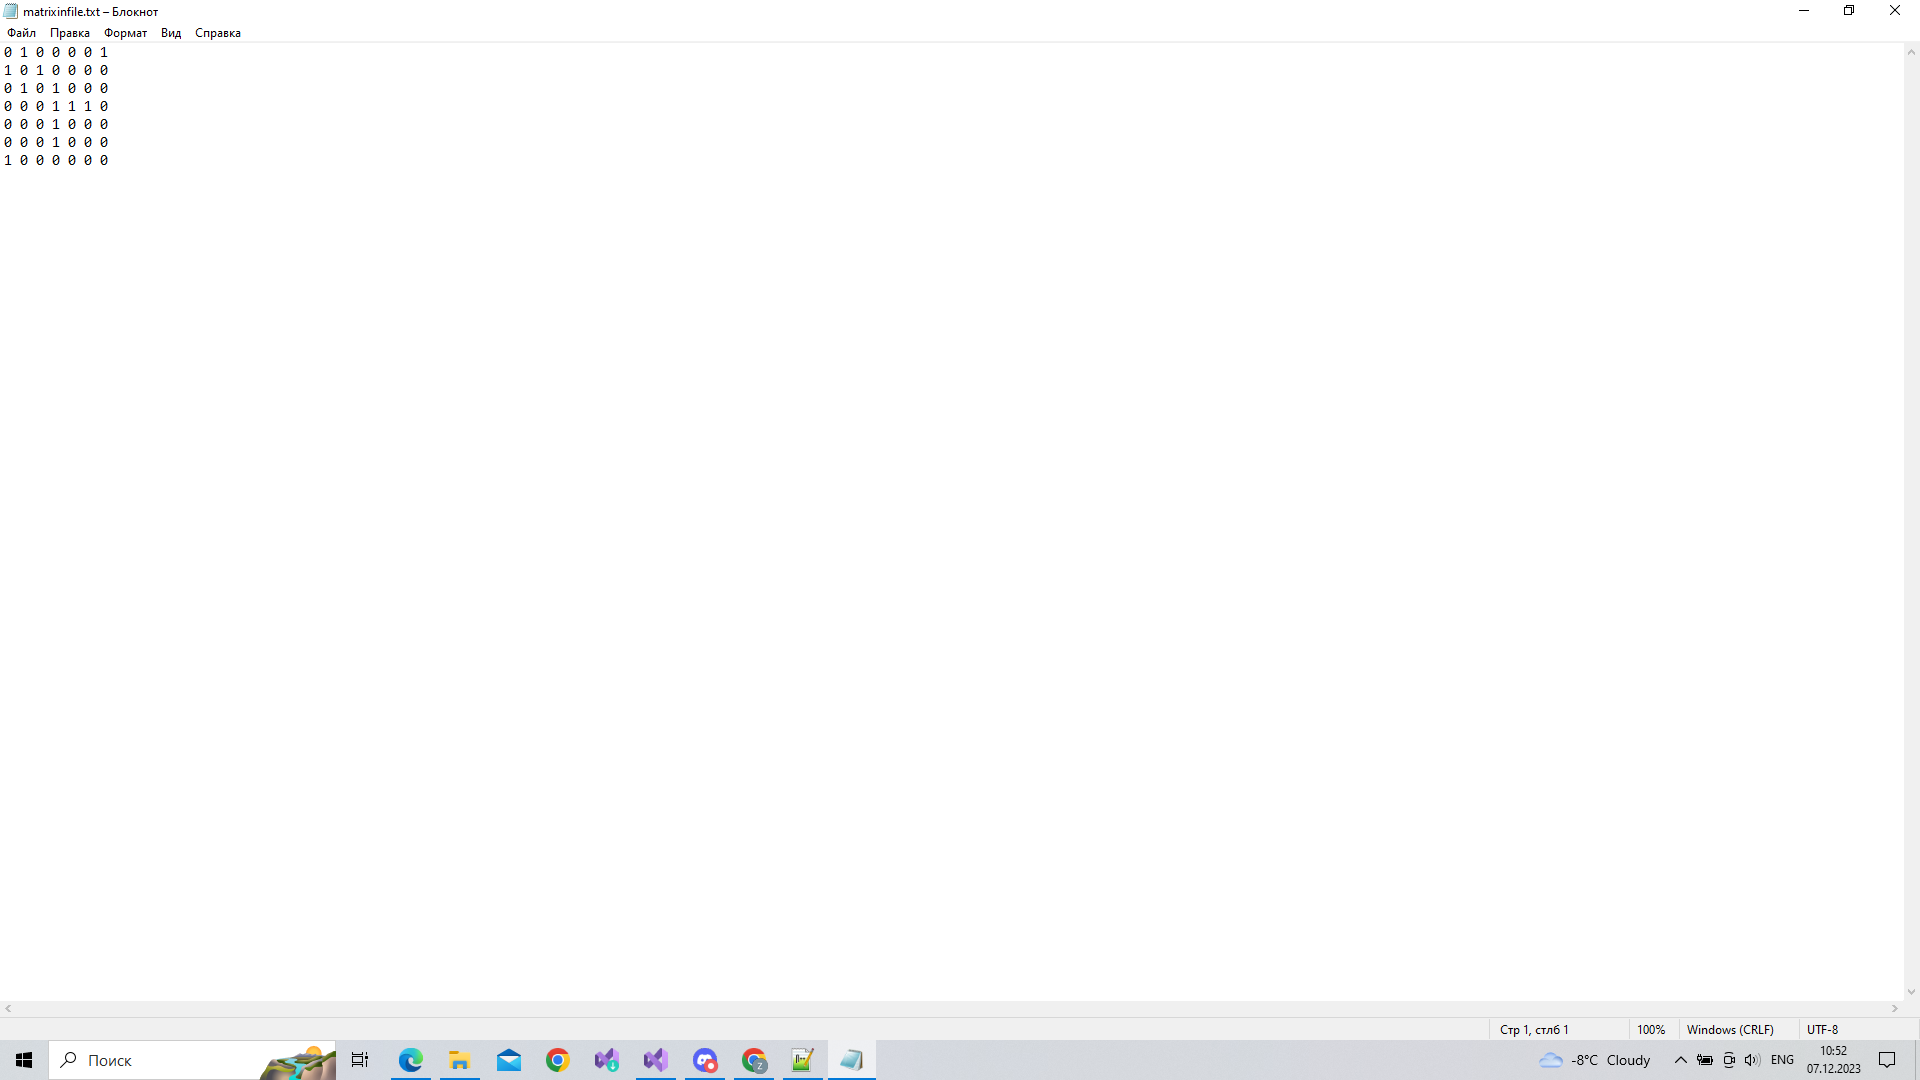 matrixinfile.txt – Блокнот
Файл Правка Формат Вид Справка
0 1 0 0 0 0 1
1 0 1 0 0 0 0
0 1 0 1 0 0 0
0 0 0 1 1 1 0
0 0 0 1 0 0 0
0 0 0 1 0 0 0
1 0 0 0 0 0 0
Стр 1, стлб 1 100% Windows (CRLF) UTF-8
Поиск -8°C Cloudy ENG 10:52
07.12.2023